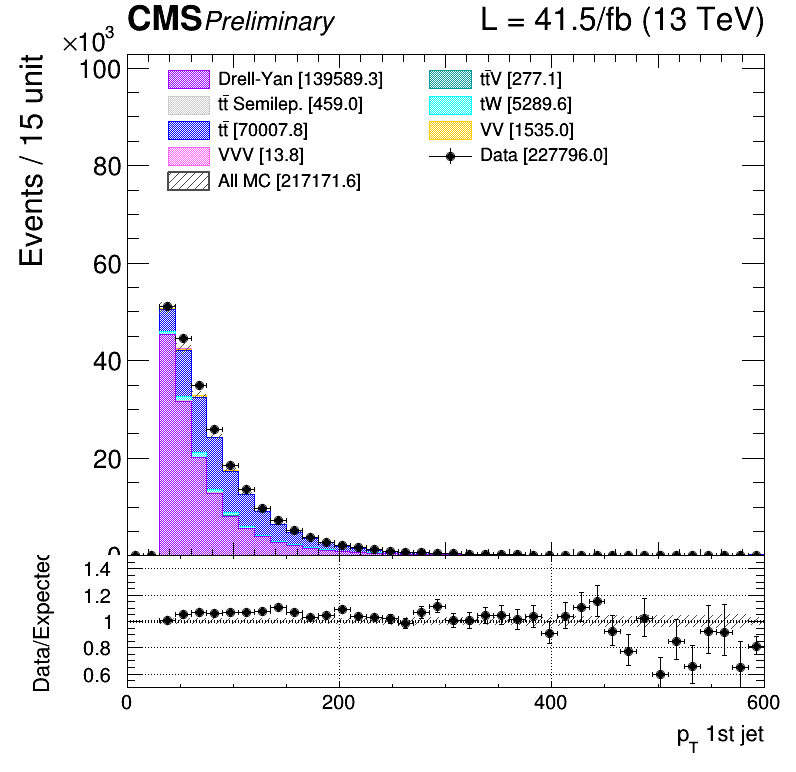 CMS Preliminary L = 41.5/fb (13 TeV)
×10³
Events / 15 unit
100
80
60
40
20
0
Drell-Yan [139589.3]
tt̄ Semilep. [459.0]
tt̄ [70007.8]
VVV [13.8]
All MC [217171.6]
tt̄V [277.1]
tW [5289.6]
VV [1535.0]
Data [227796.0]
Data/Expected
1.4
1.2
1
0.8
0.6
0 200 400 600
p_T 1st jet